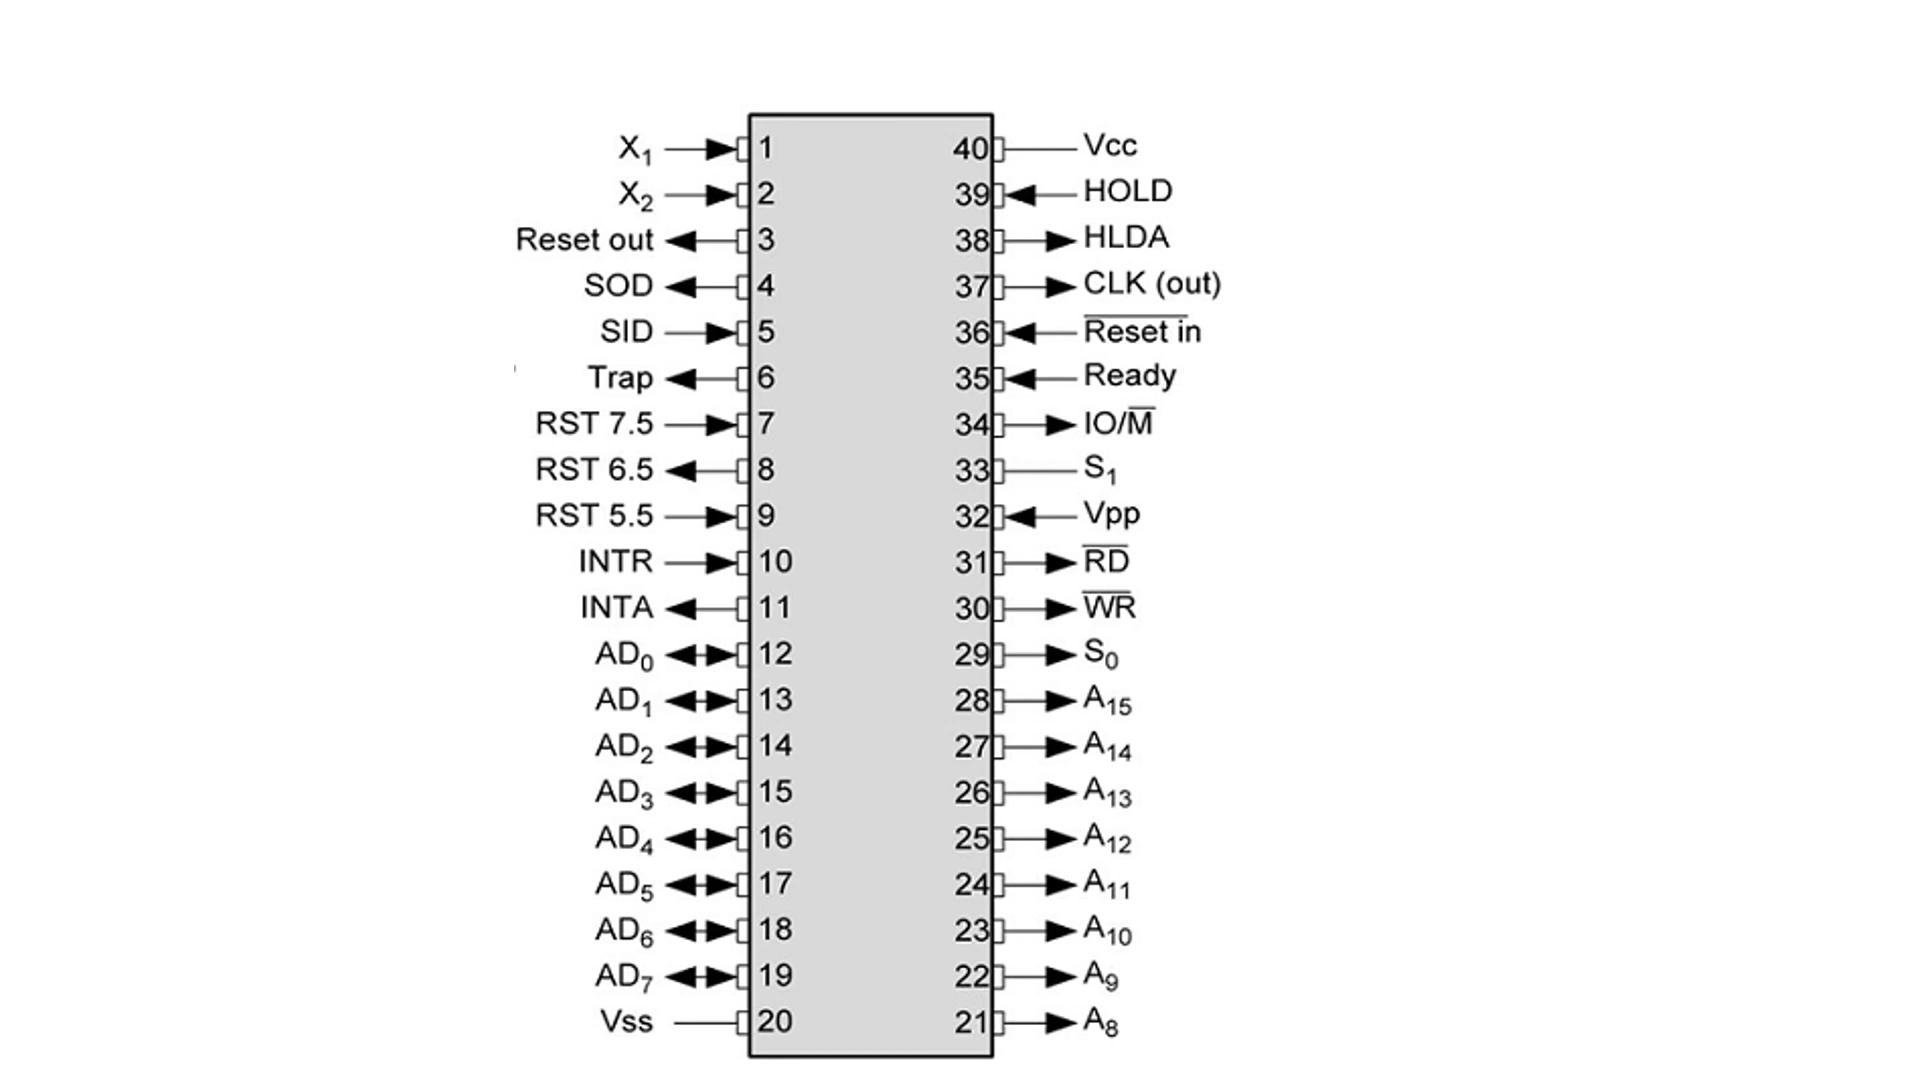 X1 1 40 Vcc
X2 2 39 HOLD
Reset out 3 38 HLDA
SOD 4 37 CLK (out)
SID 5 36 Reset in
Trap 6 35 Ready
RST 7.5 7 34 IO/M
RST 6.5 8 33 S1
RST 5.5 9 32 Vpp
INTR 10 31 RD
INTA 11 30 WR
AD0 12 29 S0
AD1 13 28 A15
AD2 14 27 A14
AD3 15 26 A13
AD4 16 25 A12
AD5 17 24 A11
AD6 18 23 A10
AD7 19 22 A9
Vss 20 21 A8